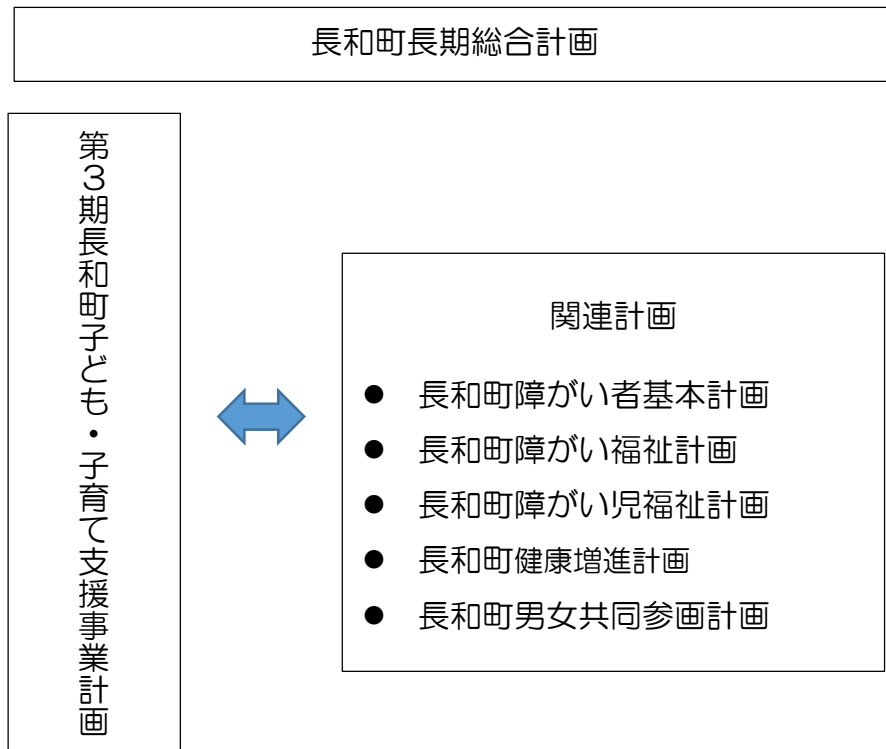 長和町長期総合計画
第３期長和町子ども・子育て支援事業計画
関連計画
● 長和町障がい者基本計画
● 長和町障がい福祉計画
● 長和町障がい児福祉計画
● 長和町健康増進計画
● 長和町男女共同参画計画